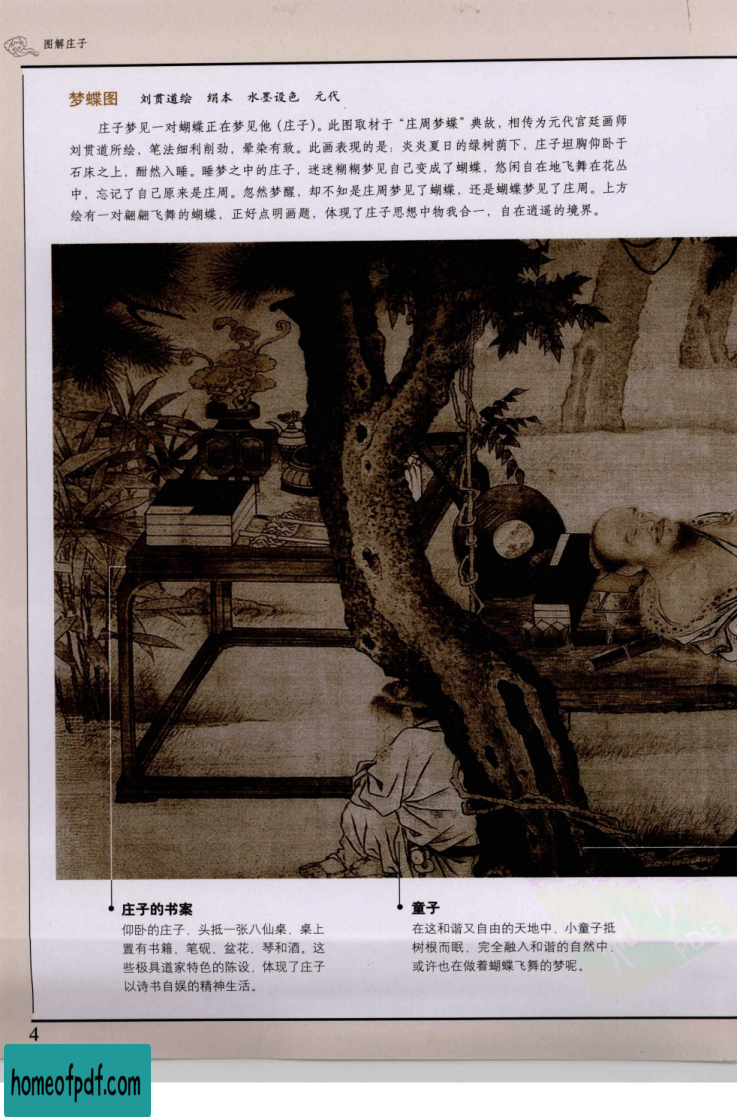 图解庄子
梦蝶图 刘贯道绘 绢本 水墨设色 元代
庄子梦见一对蝴蝶正在梦见他（庄子）。此图取材于“庄周梦蝶”典故，相传为元代宫廷画师
刘贯道所绘，笔法细利削劲，晕染有致。此画表现的是：炎炎夏日的绿树荫下，庄子坦胸仰卧于
石床之上，酣然入睡。睡梦之中的庄子，迷迷糊糊梦见自己变成了蝴蝶，悠闲自在地飞舞在花丛
中，忘记了自己原来是庄周。忽然梦醒，却不知是庄周梦见了蝴蝶，还是蝴蝶梦见了庄周。上方
绘有一对翩翩飞舞的蝴蝶，正好点明画题，体现了庄子思想中物我合一，自在逍遥的境界。
庄子的书案
仰卧的庄子，头抵一张八仙桌，桌上
置有书籍、笔砚、盆花、琴和酒。这
些极具道家特色的陈设，体现了庄子
以诗书自娱的精神生活。
童子
在这和谐又自由的天地中，小童子抵
树根而眠，完全融入和谐的自然中，
或许也在做着蝴蝶飞舞的梦呢。
PDG
4
homeofpdf.com